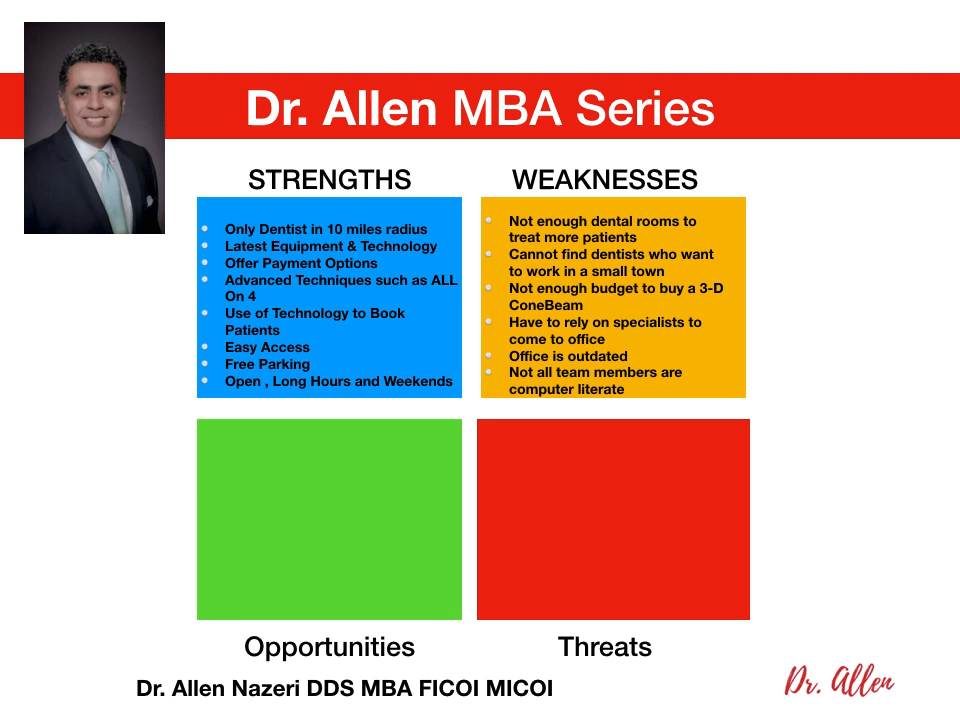 Dr. Allen MBA Series
STRENGTHS
Only Dentist in 10 miles radius
Latest Equipment & Technology
Offer Payment Options
Advanced Techniques such as ALL
On 4
Use of Technology to Book
Patients
Easy Access
Free Parking
Open , Long Hours and Weekends
WEAKNESSES
Not enough dental rooms to
treat more patients
Cannot find dentists who want
to work in a small town
Not enough budget to buy a 3-D
ConeBeam
Have to rely on specialists to
come to office
Office is outdated
Not all team members are
computer literate
Opportunities
Threats
Dr. Allen Nazeri DDS MBA FICOI MICOI
Dr. Allen